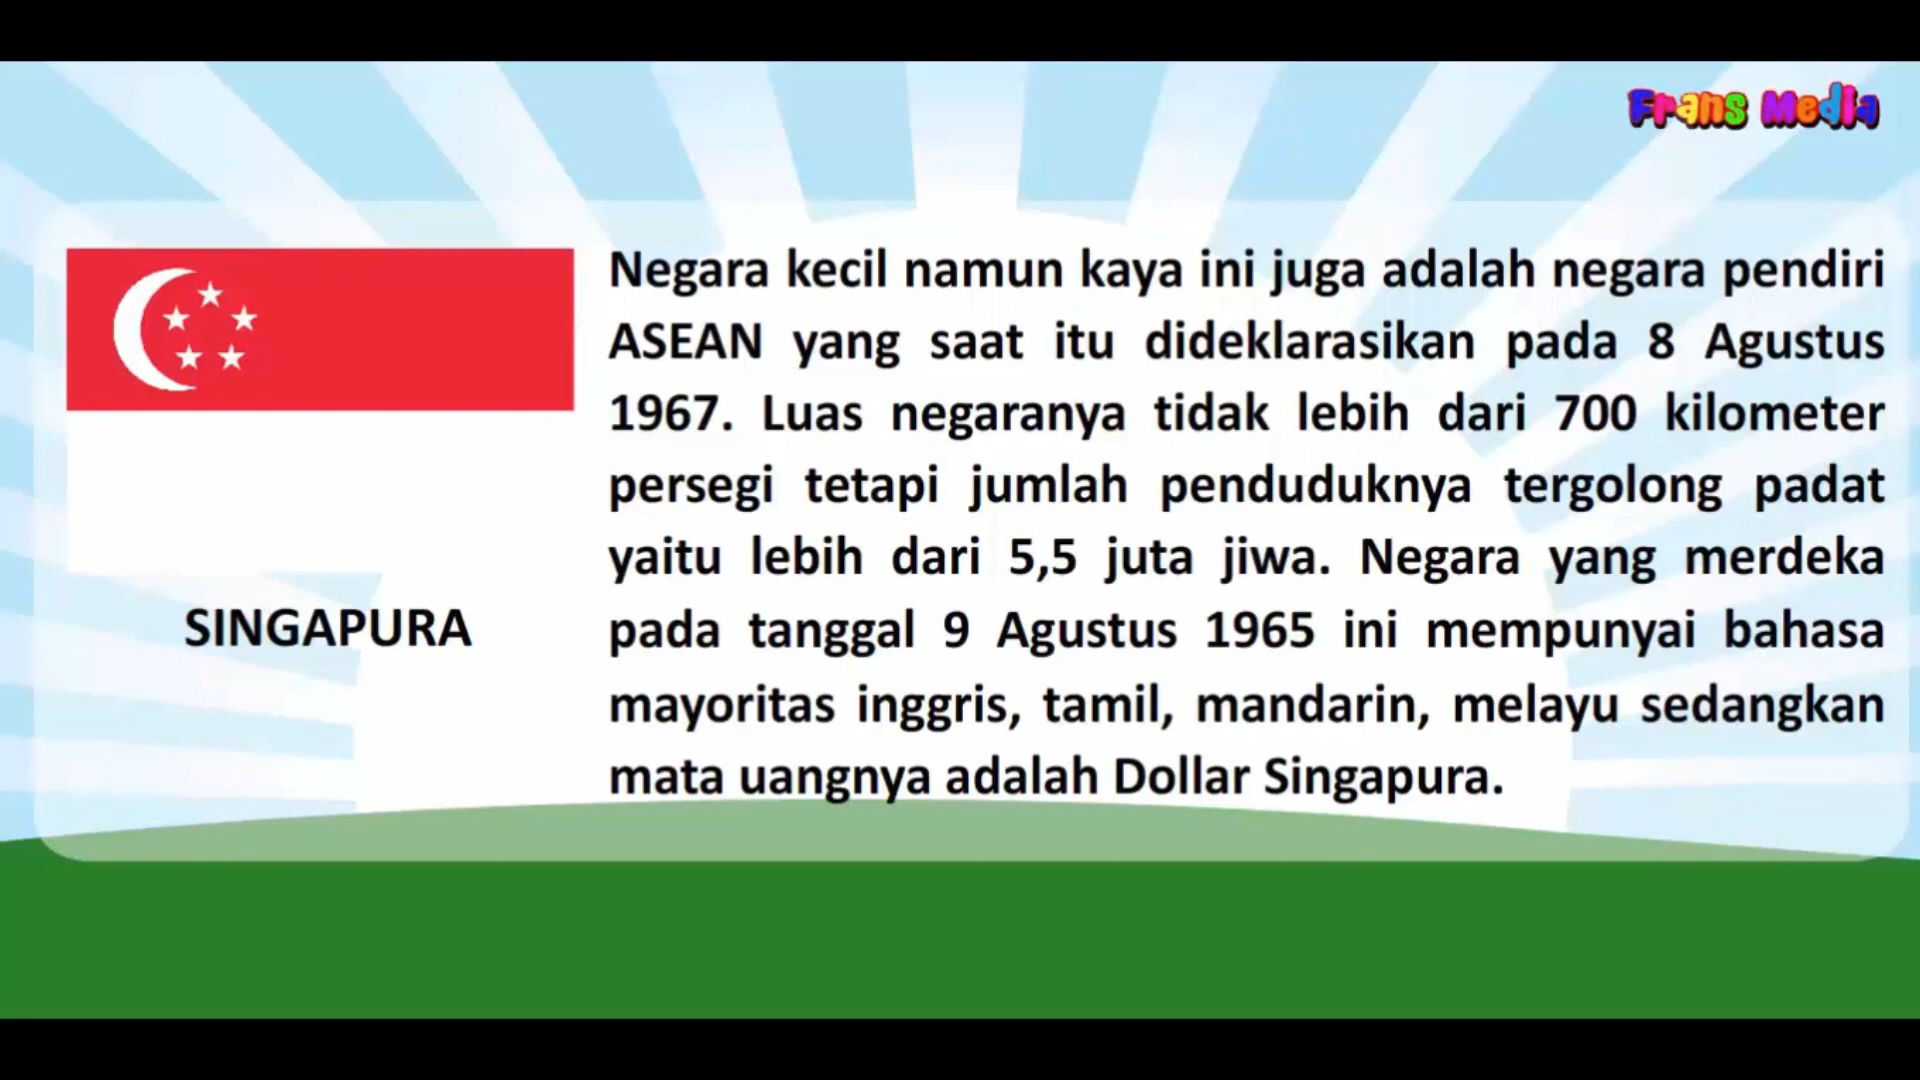 Frans Media
Negara kecil namun kaya ini juga adalah negara pendiri
ASEAN yang saat itu dideklarasikan pada 8 Agustus
1967. Luas negaranya tidak lebih dari 700 kilometer
persegi tetapi jumlah penduduknya tergolong padat
yaitu lebih dari 5,5 juta jiwa. Negara yang merdeka
pada tanggal 9 Agustus 1965 ini mempunyai bahasa
mayoritas inggris, tamil, mandarin, melayu sedangkan
mata uangnya adalah Dollar Singapura.
SINGAPURA